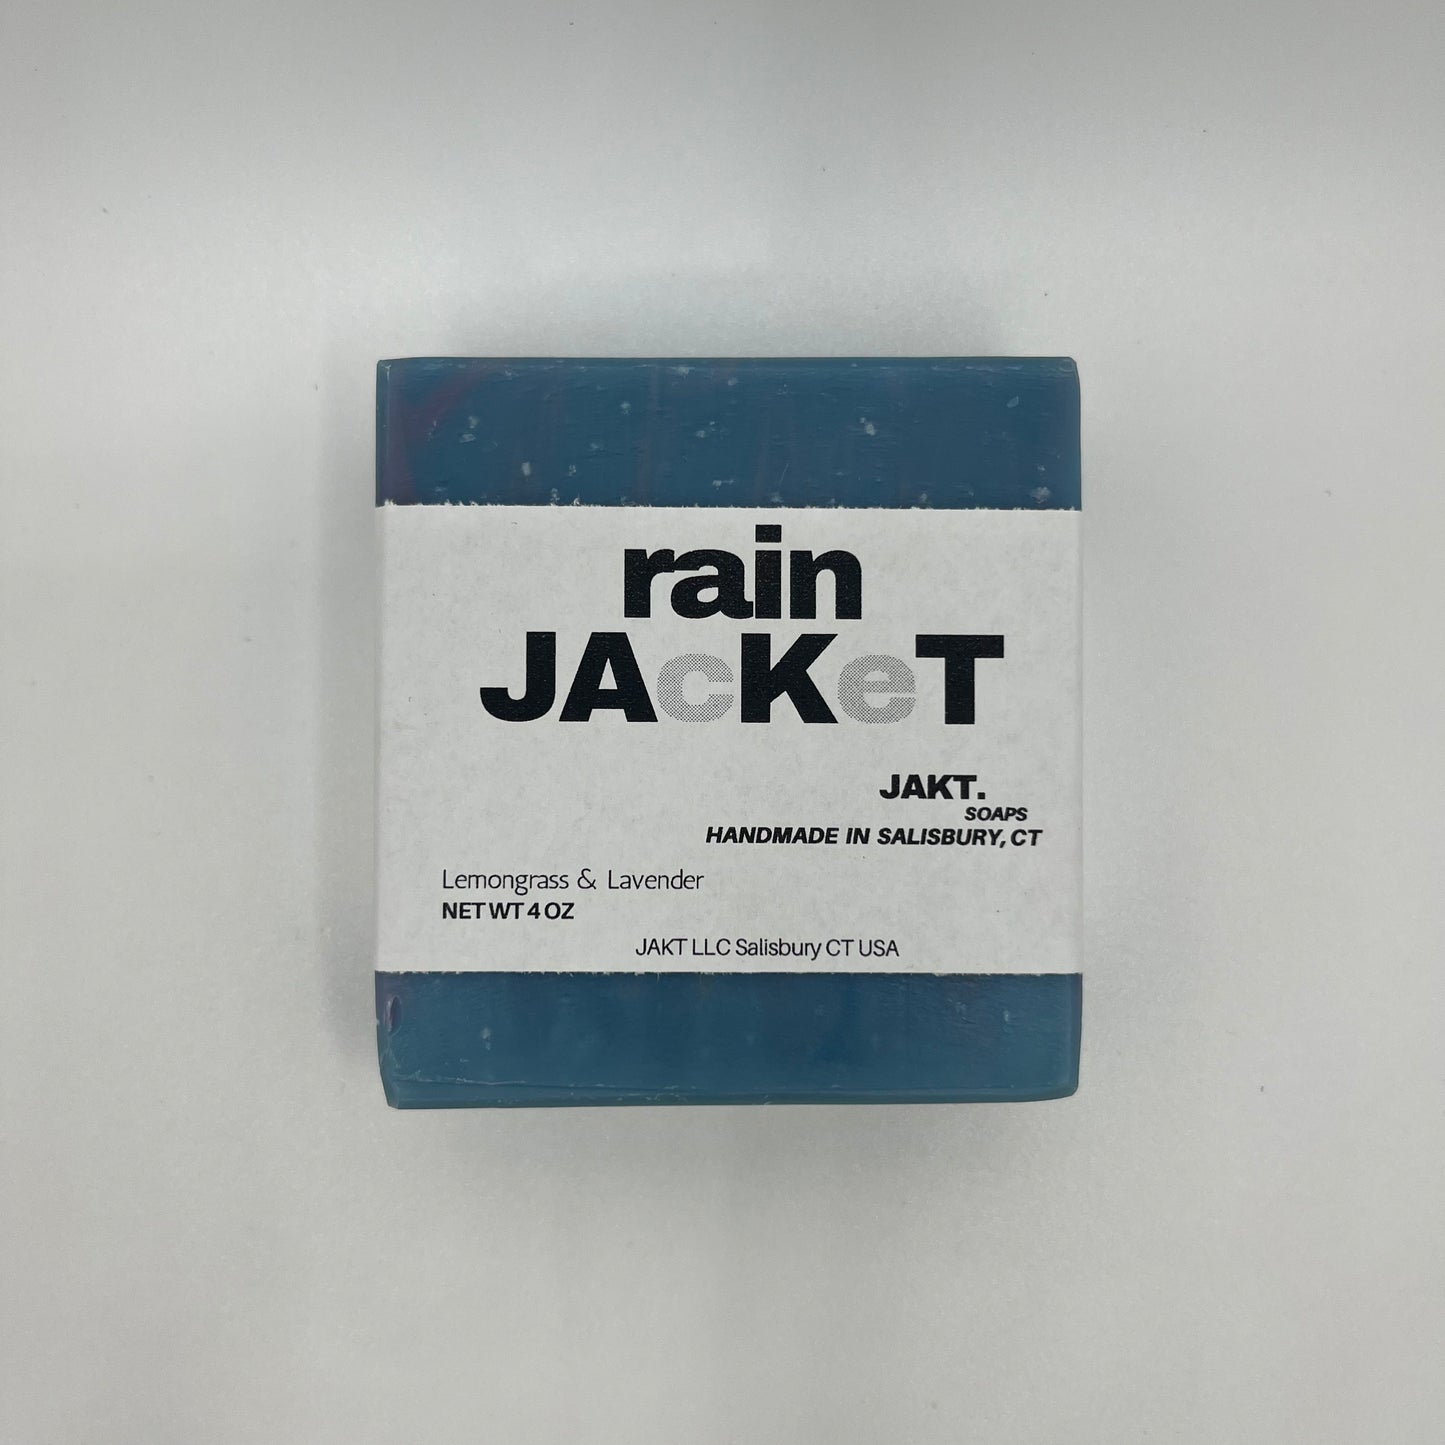 rain
JAcKeT
JAKT.
SOAPS
HANDMADE IN SALISBURY, CT
Lemongrass & Lavender
NET WT 4 OZ
JAKT LLC Salisbury CT USA